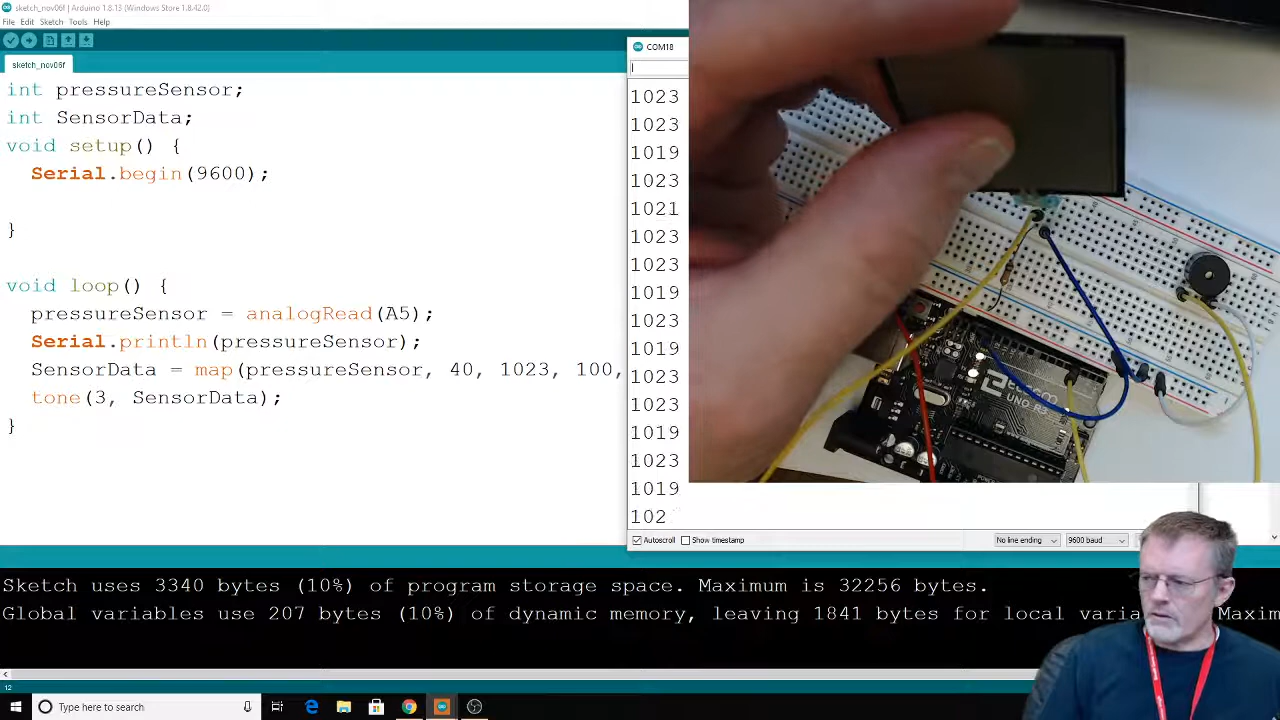 sketch_nov06f | Arduino 1.8.13 (Windows Store 1.8.42.0)
File Edit Sketch Tools Help
sketch_nov06f
int pressureSensor;
int SensorData;
void setup() {
Serial.begin(9600);
}
void loop() {
pressureSensor = analogRead(A5);
Serial.println(pressureSensor);
SensorData = map(pressureSensor, 40, 1023, 100,
tone(3, SensorData);
}
COM18
1023
1023
1019
1023
1021
1023
1023
1019
1023
1019
1023
1023
1019
1023
1019
102
Autoscroll Show timestamp No line ending 9600 baud
UNO R3
Sketch uses 3340 bytes (10%) of program storage space. Maximum is 32256 bytes.
Global variables use 207 bytes (10%) of dynamic memory, leaving 1841 bytes for local varia Maxim
12
Type here to search